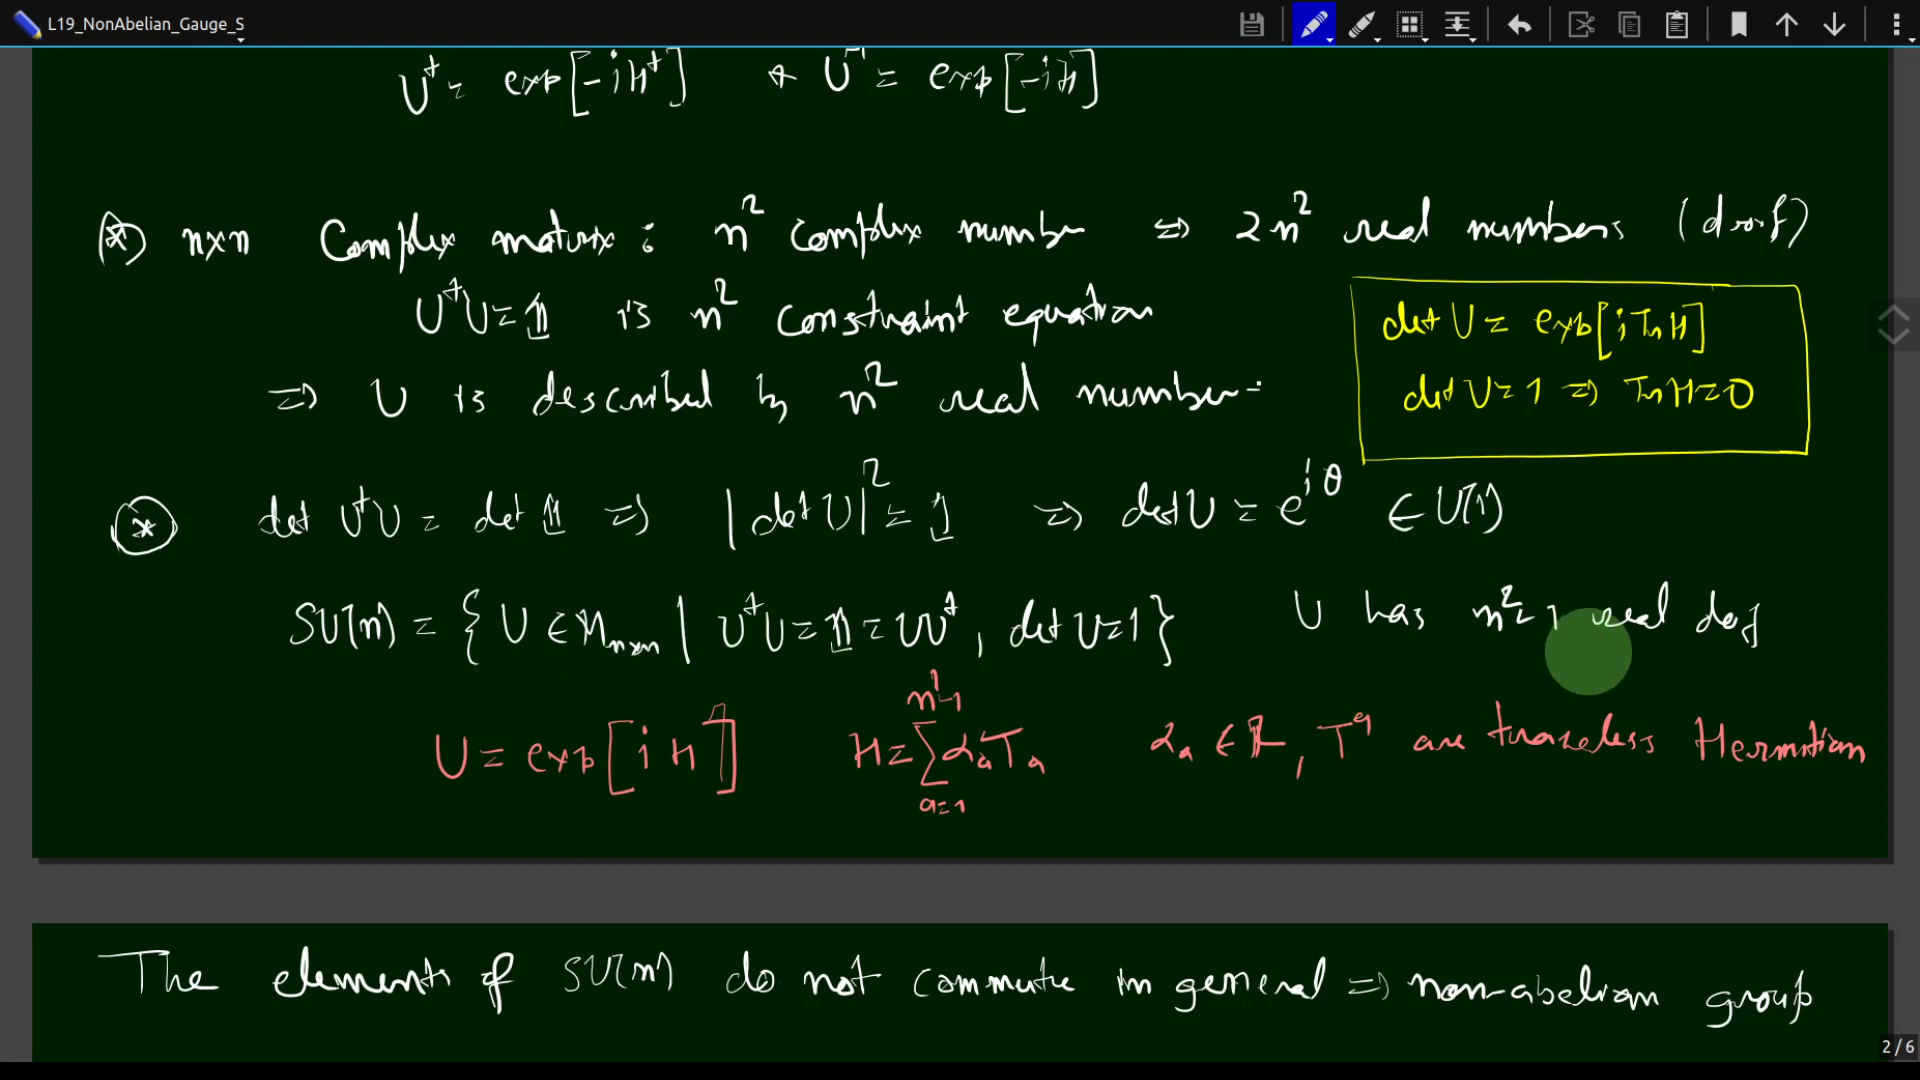 L19_NonAbelian_Gauge_S
U† = exp[-iH†] & U⁻¹ = exp[-iH]
⊛ n×n Complex matrix : n² complex number ⇔ 2n² real numbers (d.o.f)
U†U = 𝟙 is n² constraint equation
⇒ U is described by n² real number.
det U = exp[i Tr H]
det U = 1 ⇒ Tr H = 0
⊛ det U†U = det 𝟙 ⇒ |det U|² = 1 ⇒ det U = e^{iθ} ∈ U(1)
SU(n) = { U ∈ M_{n×n} | U†U = 𝟙 = UU†, det U = 1 } U has n²-1 real dof
U = exp[i H] H = ∑_{a=1}^{n²-1} α_a T_a α_a ∈ ℝ, T^a are traceless Hermitian
The elements of SU(n) do not commute in general ⇒ non-abelian group
2 / 6